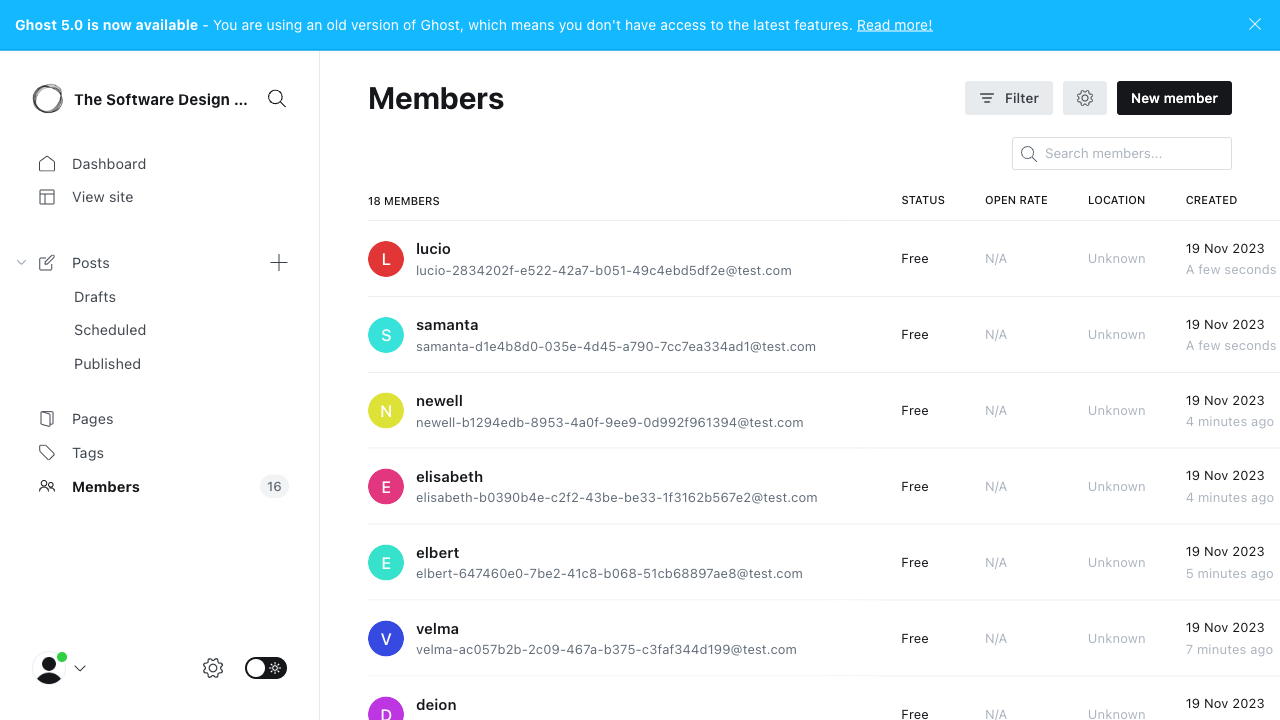 Ghost 5.0 is now available - You are using an old version of Ghost, which means you don't have access to the latest features. Read more!
The Software Design ...
Dashboard
View site
Posts
Drafts
Scheduled
Published
Pages
Tags
Members 16
Members
Filter
New member
Search members...
18 MEMBERS STATUS OPEN RATE LOCATION CREATED
L lucio
lucio-2834202f-e522-42a7-b051-49c4ebd5df2e@test.com
Free N/A Unknown
19 Nov 2023
A few seconds
S samanta
samanta-d1e4b8d0-035e-4d45-a790-7cc7ea334ad1@test.com
Free N/A Unknown
19 Nov 2023
A few seconds
N newell
newell-b1294edb-8953-4a0f-9ee9-0d992f961394@test.com
Free N/A Unknown
19 Nov 2023
4 minutes ago
E elisabeth
elisabeth-b0390b4e-c2f2-43be-be33-1f3162b567e2@test.com
Free N/A Unknown
19 Nov 2023
4 minutes ago
E elbert
elbert-647460e0-7be2-41c8-b068-51cb68897ae8@test.com
Free N/A Unknown
19 Nov 2023
5 minutes ago
V velma
velma-ac057b2b-2c09-467a-b375-c3faf344d199@test.com
Free N/A Unknown
19 Nov 2023
7 minutes ago
D deion
Free N/A Unknown
19 Nov 2023